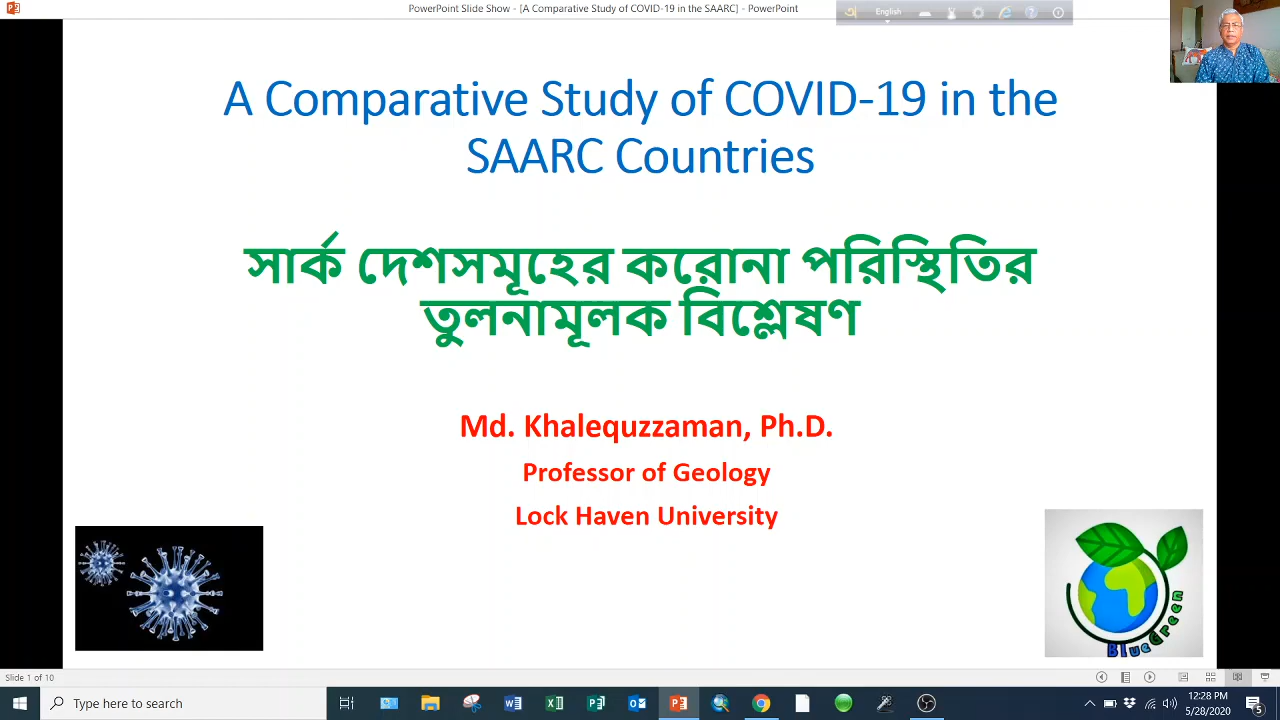 PowerPoint Slide Show - [A Comparative Study of COVID-19 in the SAARC] - PowerPoint
English
A Comparative Study of COVID-19 in the
SAARC Countries
সার্ক দেশসমূহের করোনা পরিস্থিতির
তুলনামূলক বিশ্লেষণ
Md. Khalequzzaman, Ph.D.
Professor of Geology
Lock Haven University
BlueGreen
Slide 1 of 10
Type here to search
12:28 PM
5/28/2020
5